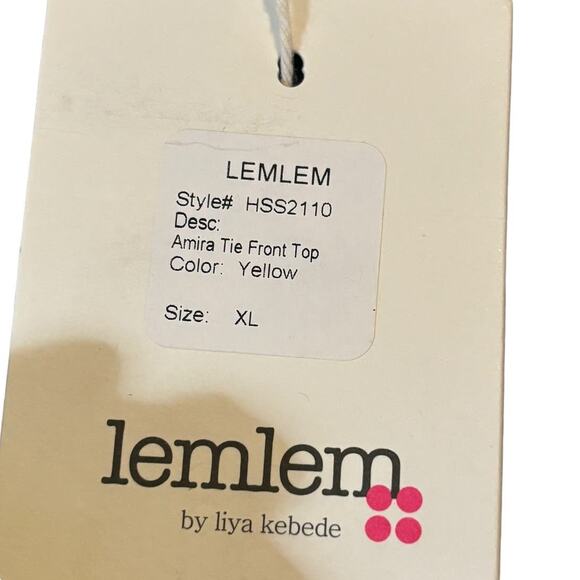 LEMLEM
Style# HSS2110
Desc:
Amira Tie Front Top
Color: Yellow
Size: XL
lemlem
by liya kebede